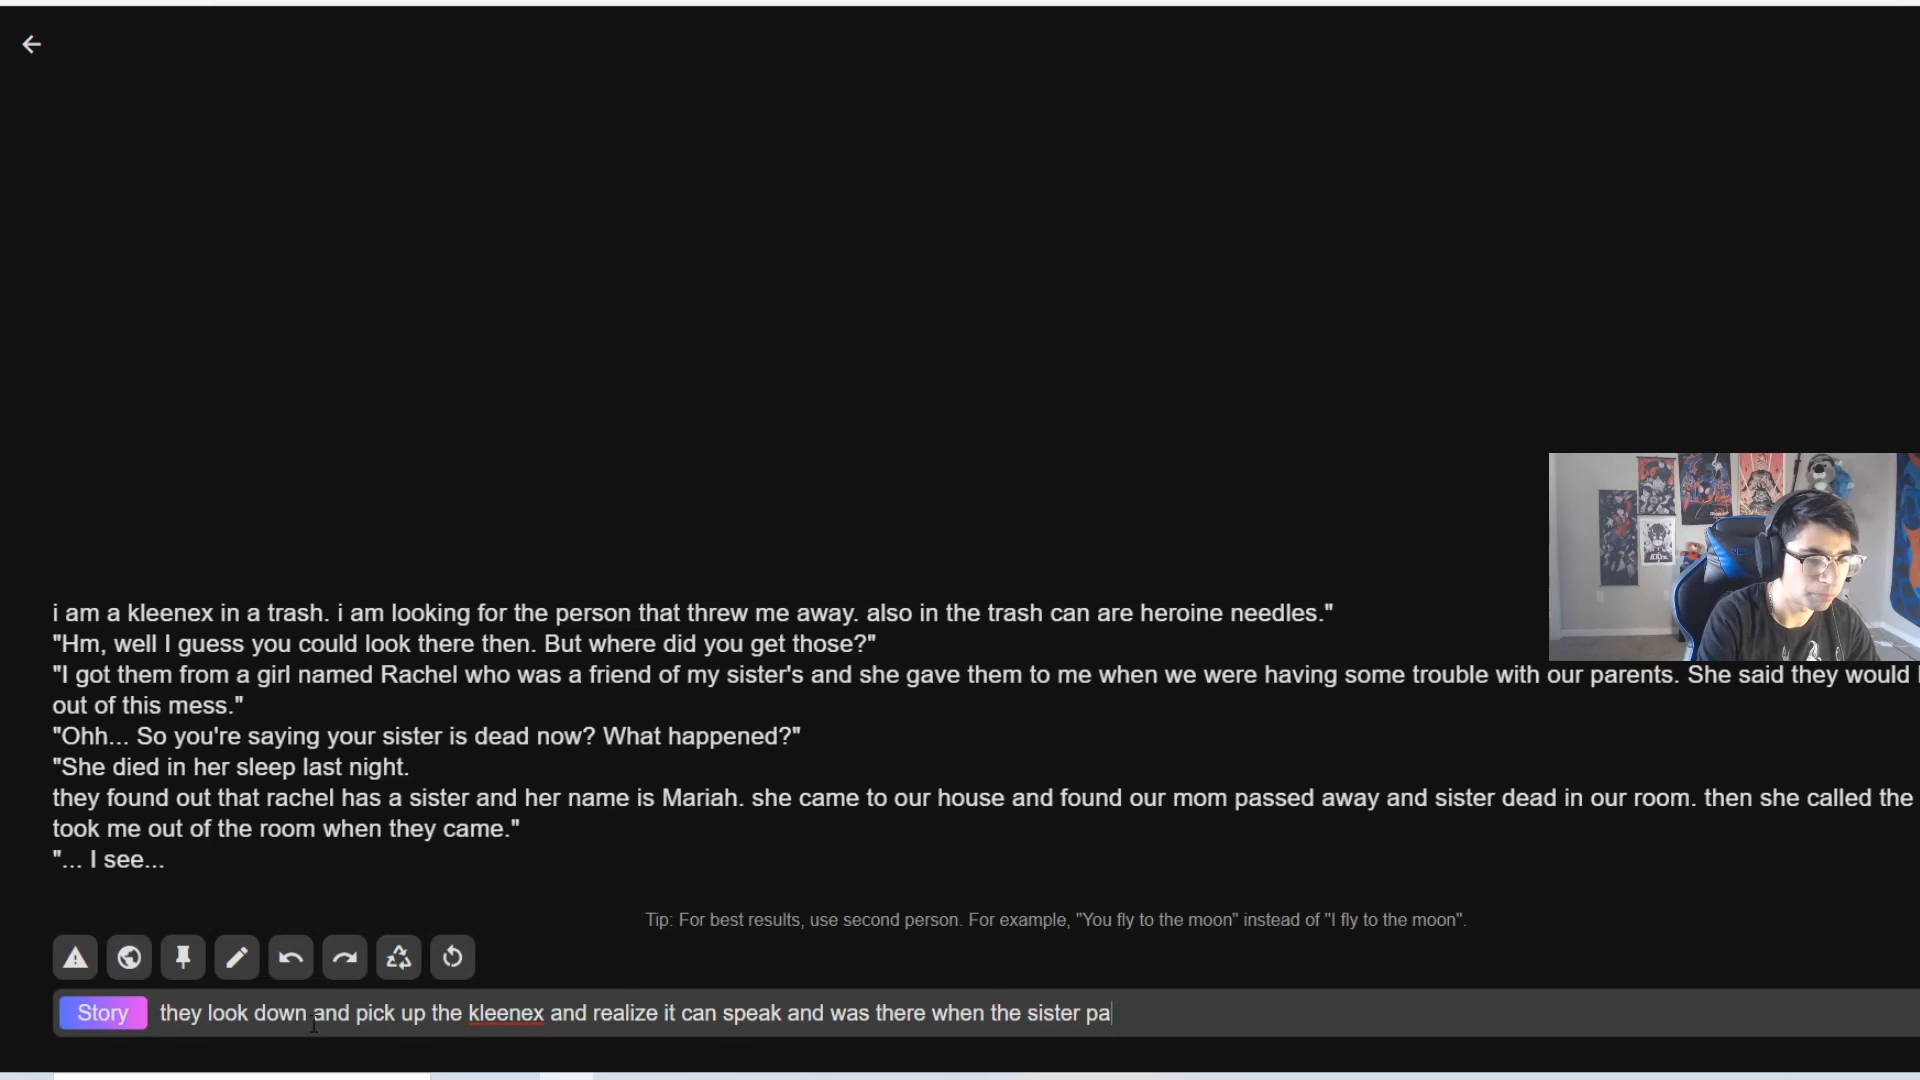 i am a kleenex in a trash. i am looking for the person that threw me away. also in the trash can are heroine needles."
"Hm, well I guess you could look there then. But where did you get those?"
"I got them from a girl named Rachel who was a friend of my sister's and she gave them to me when we were having some trouble with our parents. She said they would
out of this mess."
"Ohh... So you're saying your sister is dead now? What happened?"
"She died in her sleep last night.
they found out that rachel has a sister and her name is Mariah. she came to our house and found our mom passed away and sister dead in our room. then she called the
took me out of the room when they came."
"... I see...
Tip: For best results, use second person. For example, "You fly to the moon" instead of "I fly to the moon".
Story they look down and pick up the kleenex and realize it can speak and was there when the sister pa